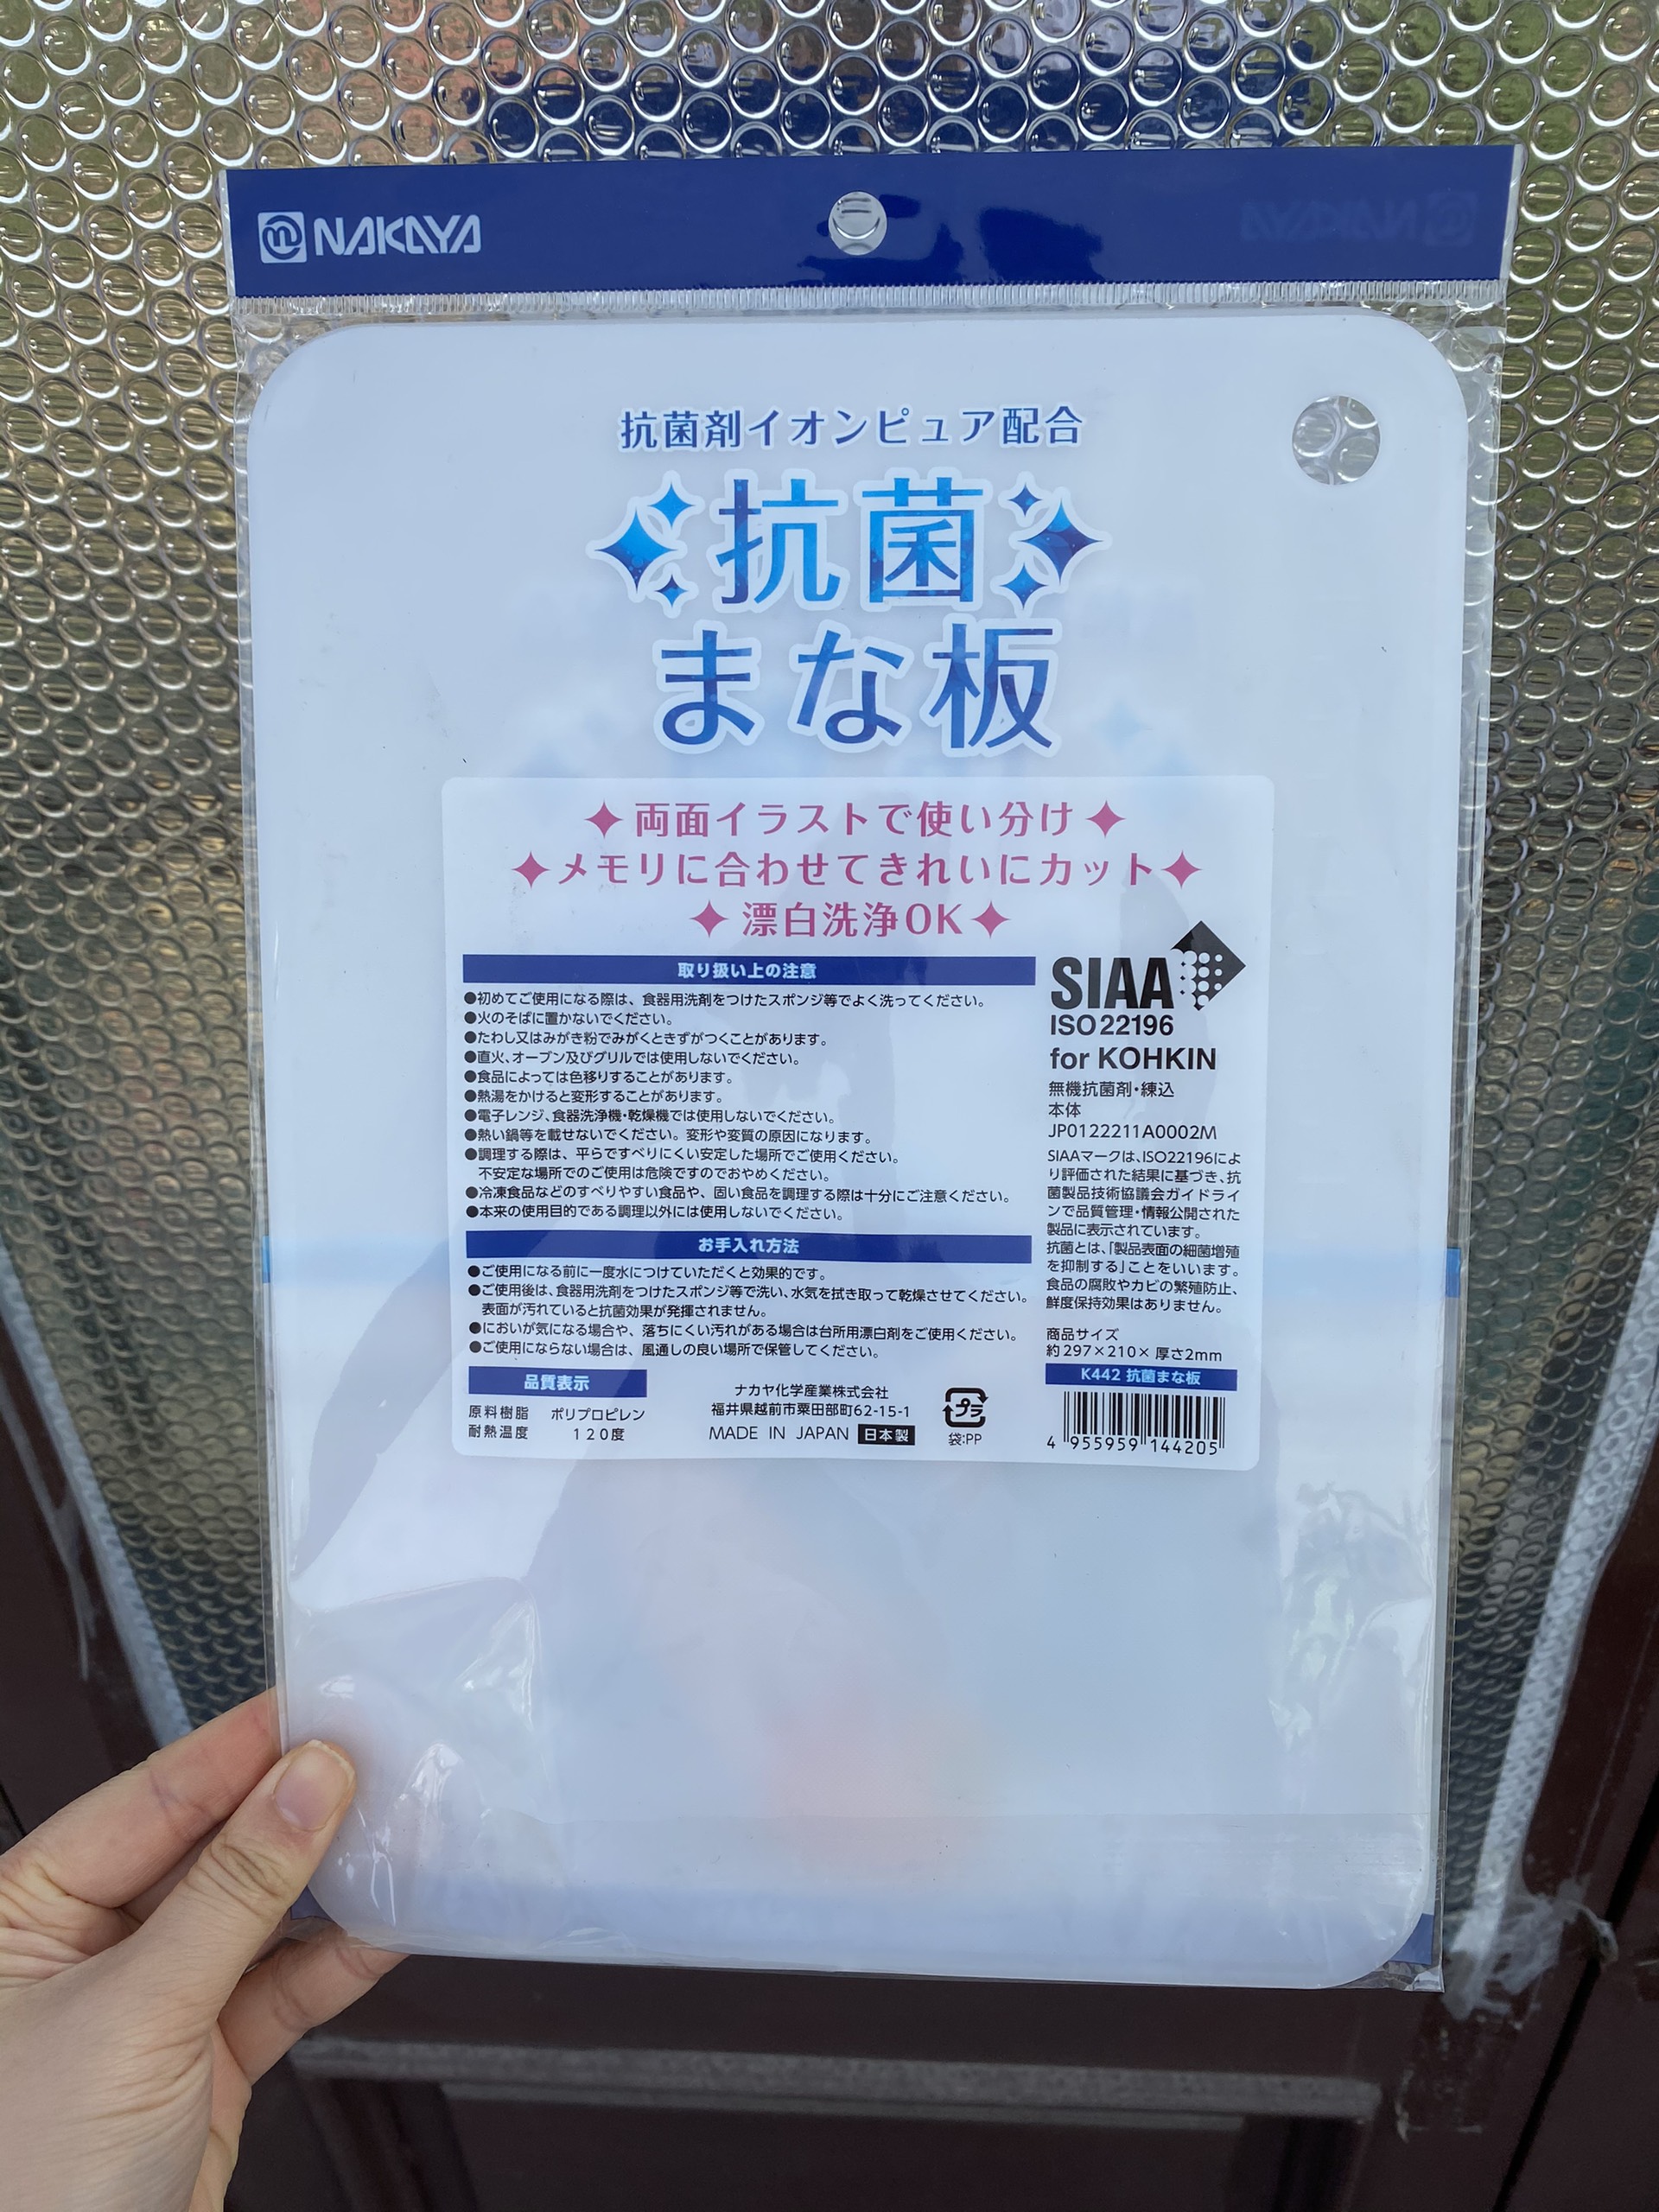 NAKAYA
抗菌剤イオンピュア配合
抗菌
まな板
両面イラストで使い分け
メモリに合わせてきれいにカット
漂白洗浄OK
取り扱い上の注意
●初めてご使用になる際は、食器用洗剤をつけたスポンジ等でよく洗ってください。
●火のそばに置かないでください。
●たわし又はみがき粉でみがくときずがつくことがあります。
●直火、オーブン及びグリルでは使用しないでください。
●食品によっては色移りすることがあります。
●熱湯をかけると変形することがあります。
●電子レンジ、食器洗浄機・乾燥機では使用しないでください。
●熱い鍋等を載せないでください。変形や変質の原因になります。
●調理する際は、平らですべりにくい安定した場所でご使用ください。
不安定な場所でのご使用は危険ですのでおやめください。
●冷凍食品などのすべりやすい食品や、固い食品を調理する際は十分にご注意ください。
●本来の使用目的である調理以外には使用しないでください。
お手入れ方法
●ご使用になる前に一度水につけていただくと効果的です。
●ご使用後は、食器用洗剤をつけたスポンジ等で洗い、水気を拭き取って乾燥させてください。
表面が汚れていると抗菌効果が発揮されません。
●においが気になる場合や、落ちにくい汚れがある場合は台所用漂白剤をご使用ください。
●ご使用にならない場合は、風通しの良い場所で保管してください。
品質表示
原料樹脂 ポリプロピレン
耐熱温度 120度
ナカヤ化学産業株式会社
福井県越前市粟田部町62-15-1
MADE IN JAPAN 日本製
プラ
袋:PP
SIAA
ISO 22196
for KOHKIN
無機抗菌剤・練込
本体
JP0122211A0002M
SIAAマークは、ISO22196によ
り評価された結果に基づき、抗
菌製品技術協議会ガイドライ
ンで品質管理・情報公開された
製品に表示されています。
抗菌とは、「製品表面の細菌増殖
を抑制する」ことをいいます。
食品の腐敗やカビの繁殖防止、
鮮度保持効果はありません。
商品サイズ
約297×210×厚さ2mm
K442 抗菌まな板
4 955959 144205